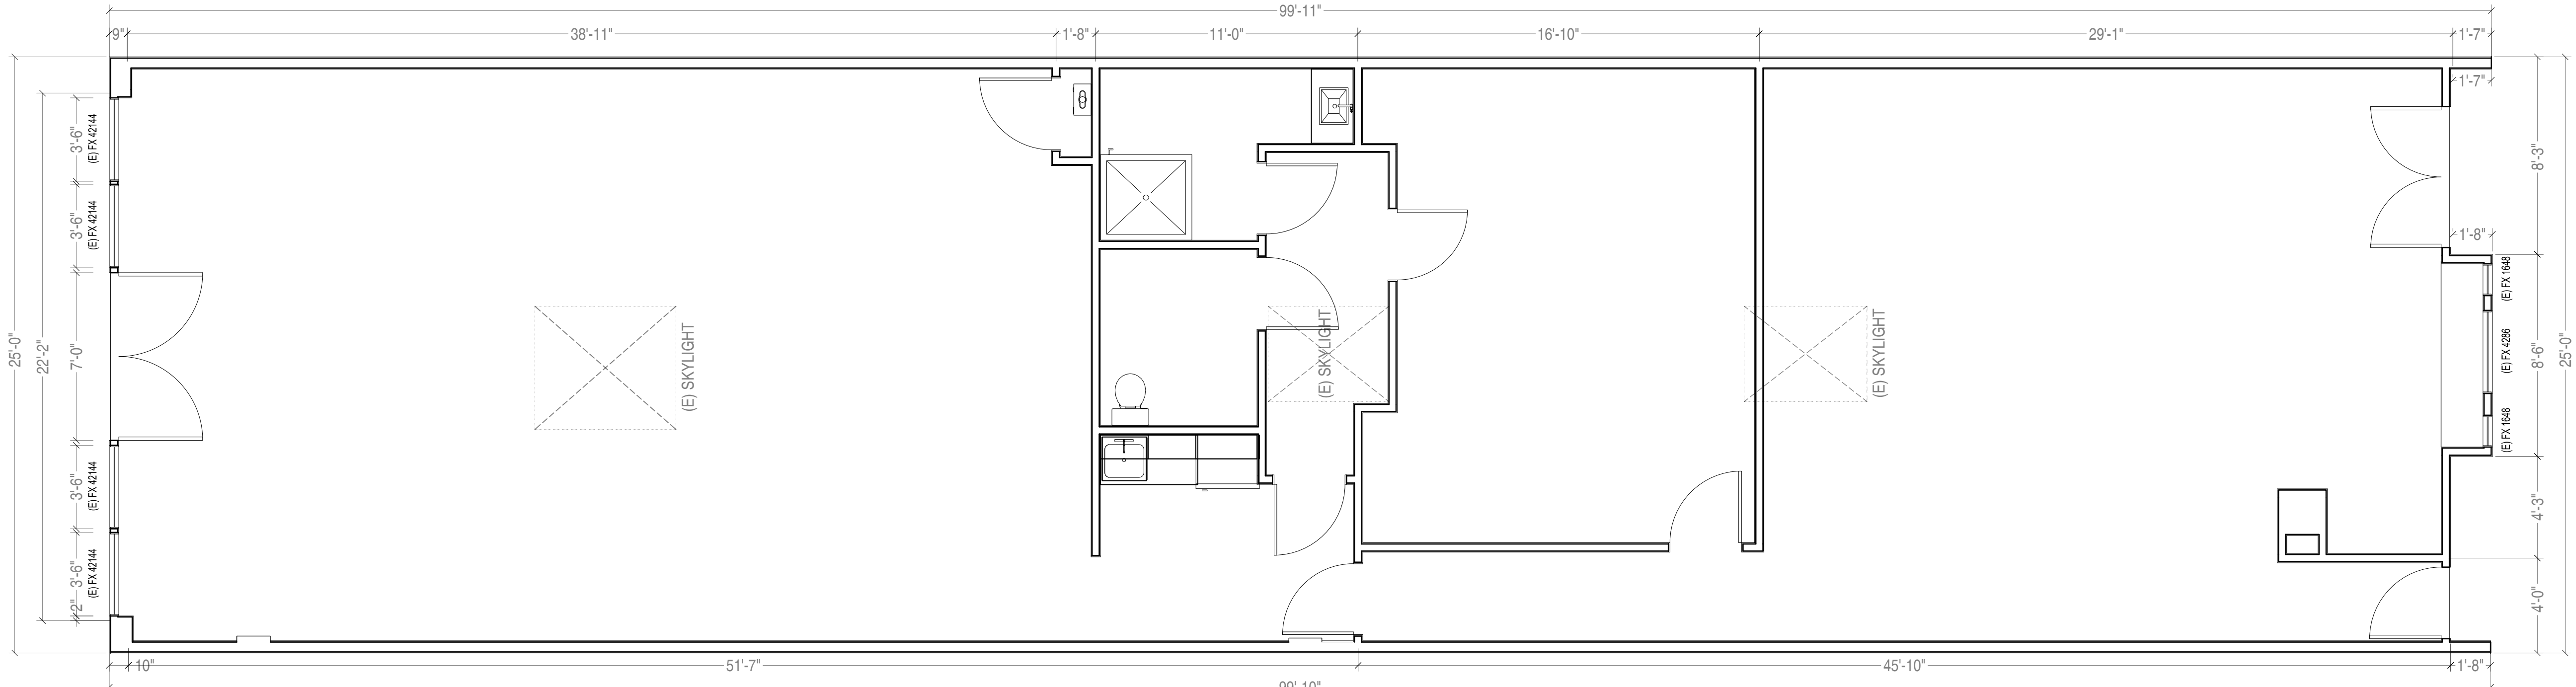 99'-11"
9"
38'-11"
1'-8"
11'-0"
16'-10"
29'-1"
1'-7"
1'-7"
25'-0"
22'-2"
3'-6"
(E) FX 42144
3'-6"
(E) FX 42144
7'-0"
3'-6"
(E) FX 42144
3'-6"
(E) FX 42144
2"
(E) SKYLIGHT
(E) SKYLIGHT
(E) SKYLIGHT
8'-3"
1'-8"
(E) FX 1648
(E) FX 4286
8'-6"
25'-0"
(E) FX 1648
4'-3"
4'-0"
10"
51'-7"
45'-10"
1'-8"
99'-10"